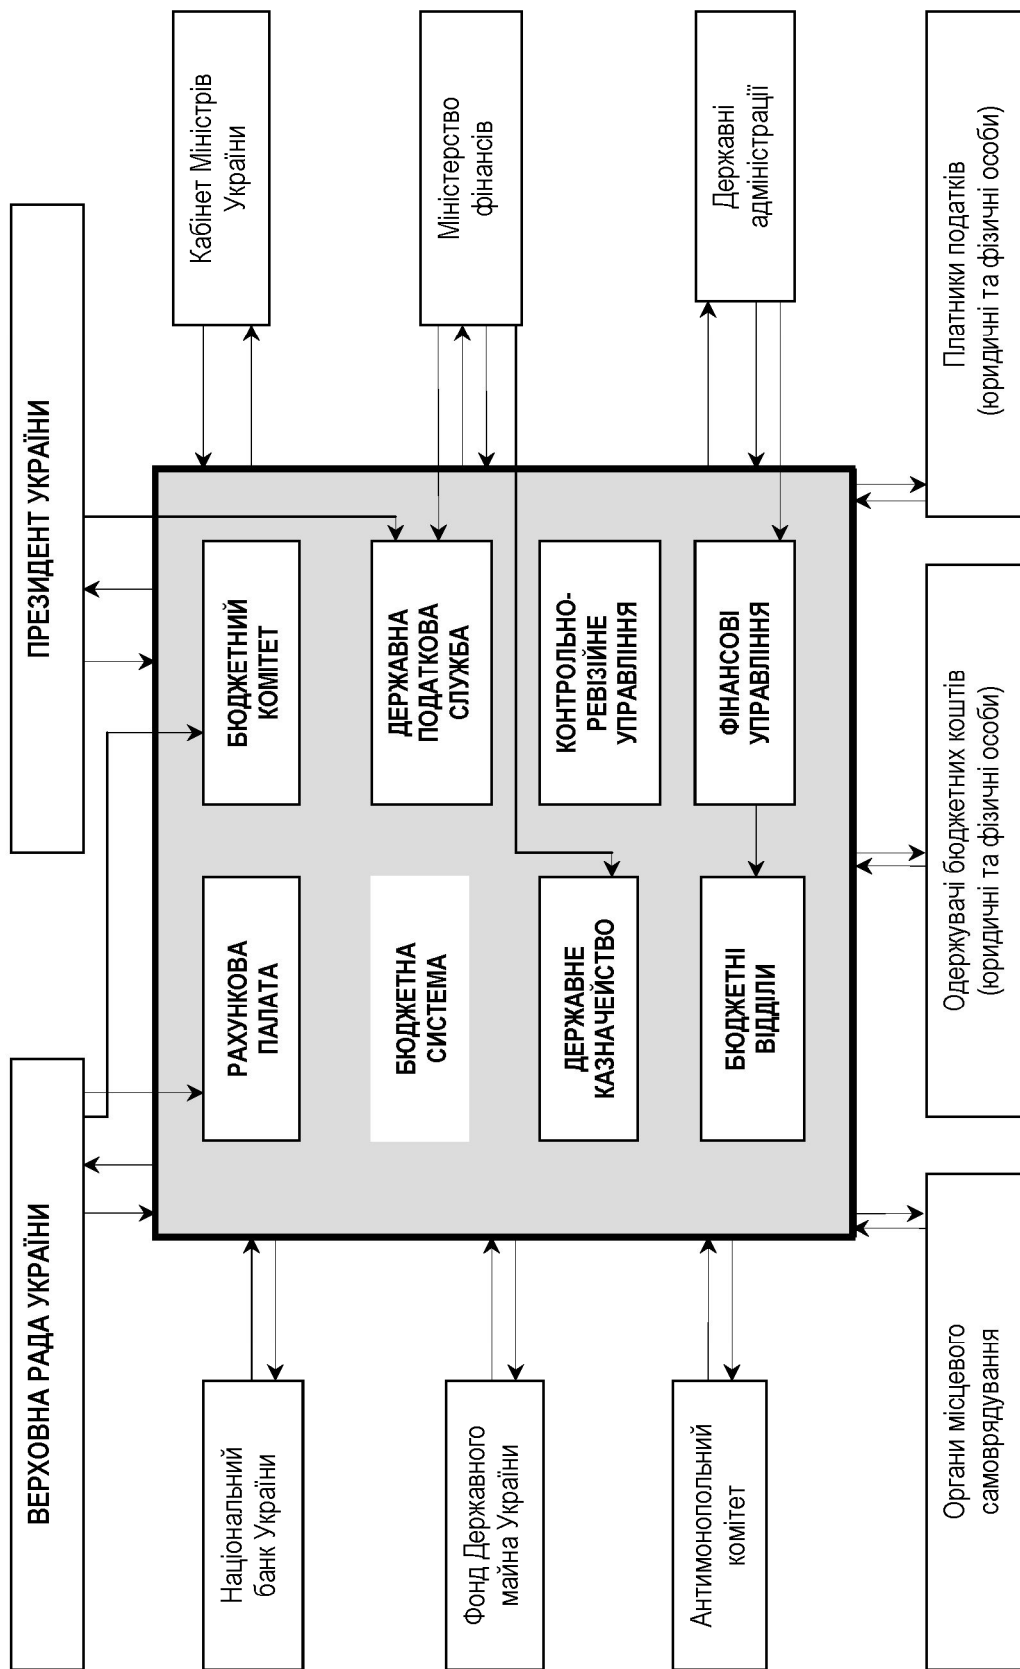 ВЕРХОВНА РАДА УКРАЇНИ
ПРЕЗИДЕНТ УКРАЇНИ
Національний
банк України
РАХУНКОВА
ПАЛАТА
БЮДЖЕТНИЙ
КОМІТЕТ
Кабінет Міністрів
України
Фонд Державного
майна України
БЮДЖЕТНА
СИСТЕМА
ДЕРЖАВНА
ПОДАТКОВА
СЛУЖБА
Міністерство
фінансів
ДЕРЖАВНЕ
КАЗНАЧЕЙСТВО
КОНТРОЛЬНО-
РЕВІЗІЙНЕ
УПРАВЛІННЯ
Антимонопольний
комітет
БЮДЖЕТНІ
ВІДДІЛИ
ФІНАНСОВІ
УПРАВЛІННЯ
Державні
адміністрації
Органи місцевого
самоврядування
Одержувачі бюджетних коштів
(юридичні та фізичні особи)
Платники податків
(юридичні та фізичні особи)